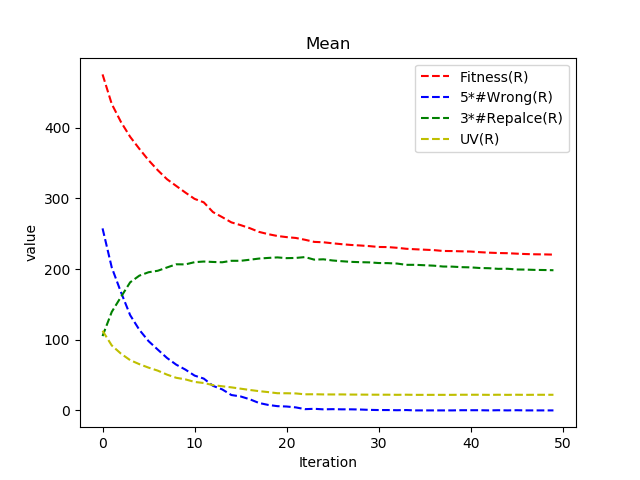 Mean
Fitness(R)
5*#Wrong(R)
3*#Repalce(R)
UV(R)
400
300
200
100
0
value
0 10 20 30 40 50
Iteration